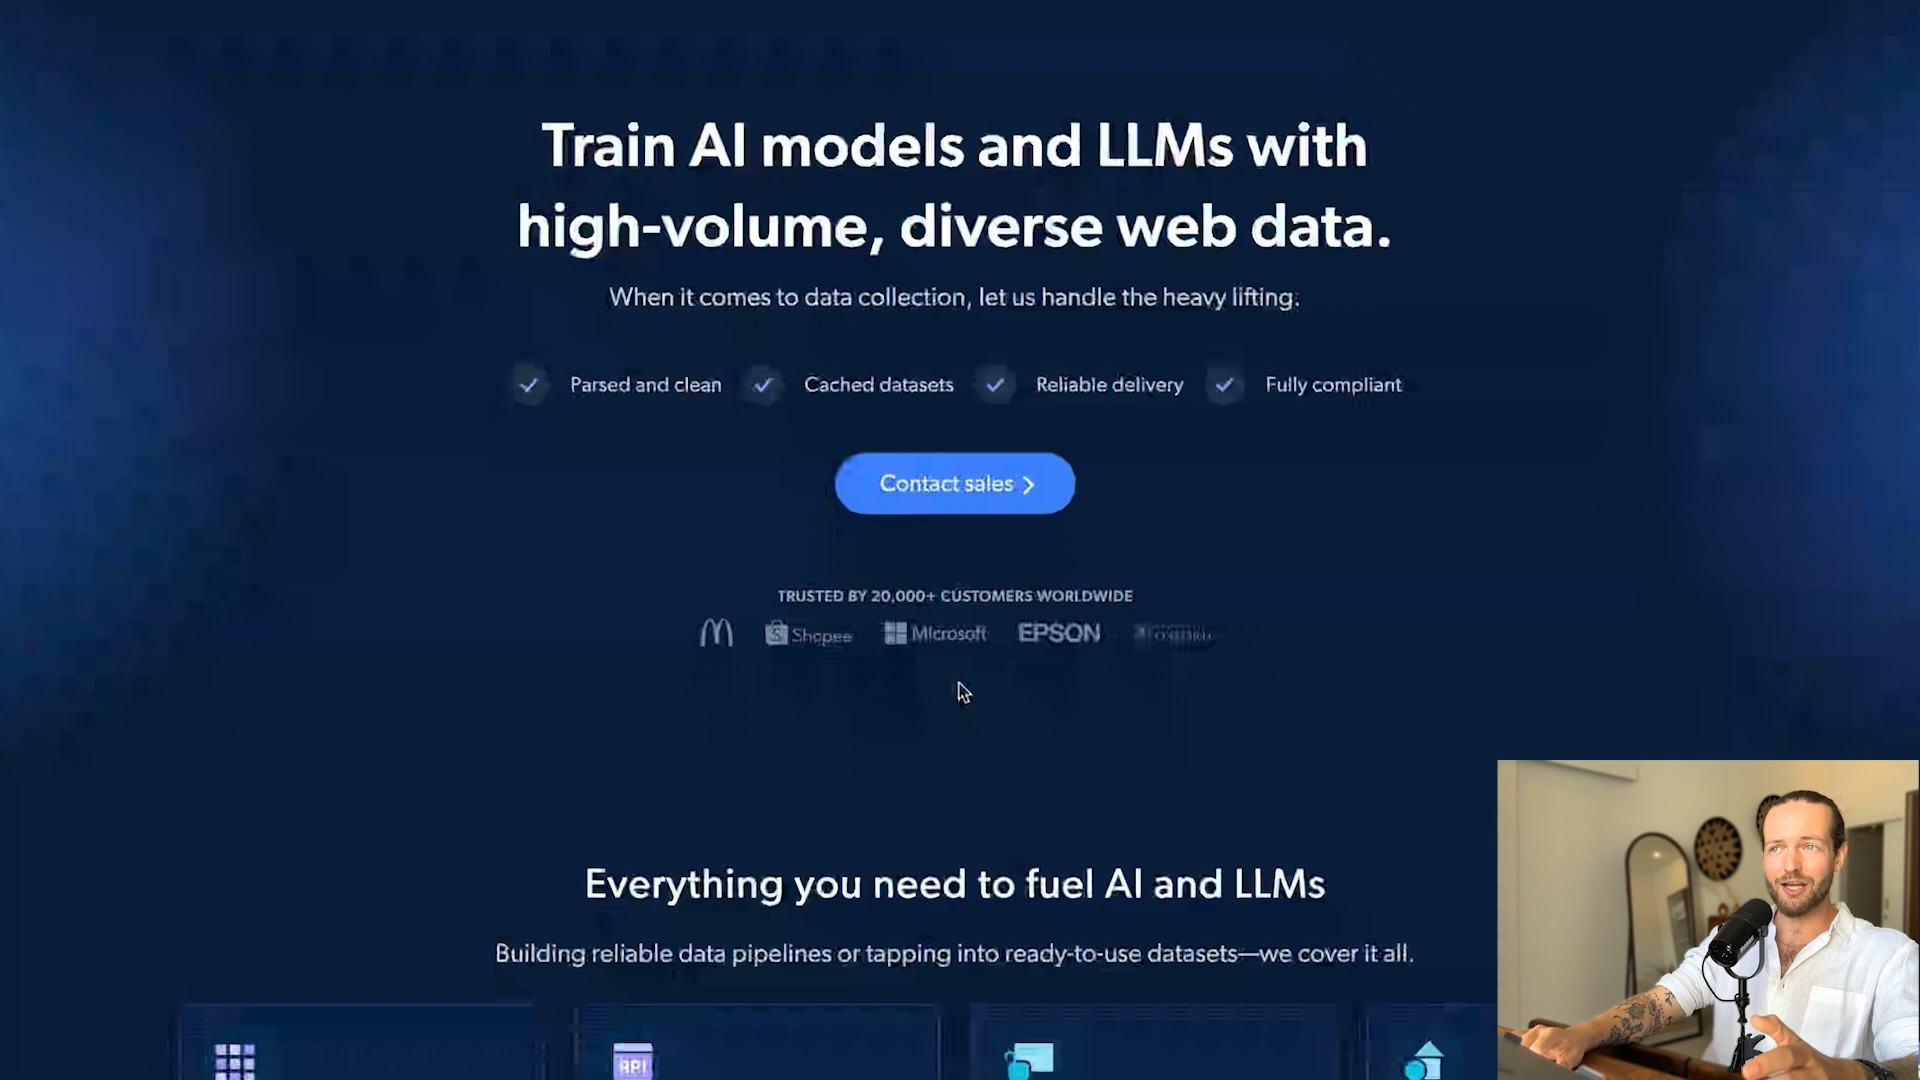 Train AI models and LLMs with
high-volume, diverse web data.
When it comes to data collection, let us handle the heavy lifting.
Parsed and clean Cached datasets Reliable delivery Fully compliant
Contact sales
TRUSTED BY 20,000+ CUSTOMERS WORLDWIDE
Shopee Microsoft EPSON
Everything you need to fuel AI and LLMs
Building reliable data pipelines or tapping into ready-to-use datasets—we cover it all.
API